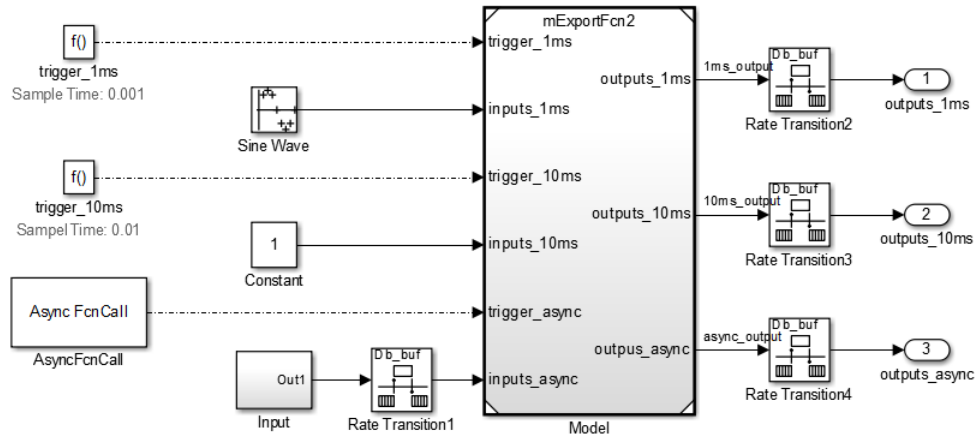 mExportFcn2
f()
trigger_1ms
Sample Time: 0.001
trigger_1ms
Sine Wave
inputs_1ms
outputs_1ms
1ms_output
Db_buf
Rate Transition2
1
outputs_1ms
f()
trigger_10ms
Sampel Time: 0.01
trigger_10ms
1
Constant
inputs_10ms
outputs_10ms
10ms_output
Db_buf
Rate Transition3
2
outputs_10ms
Async FcnCall
AsyncFcnCall
trigger_async
Out1
Input
Db_buf
Rate Transition1
inputs_async
outpus_async
async_output
Db_buf
Rate Transition4
3
outputs_async
Model